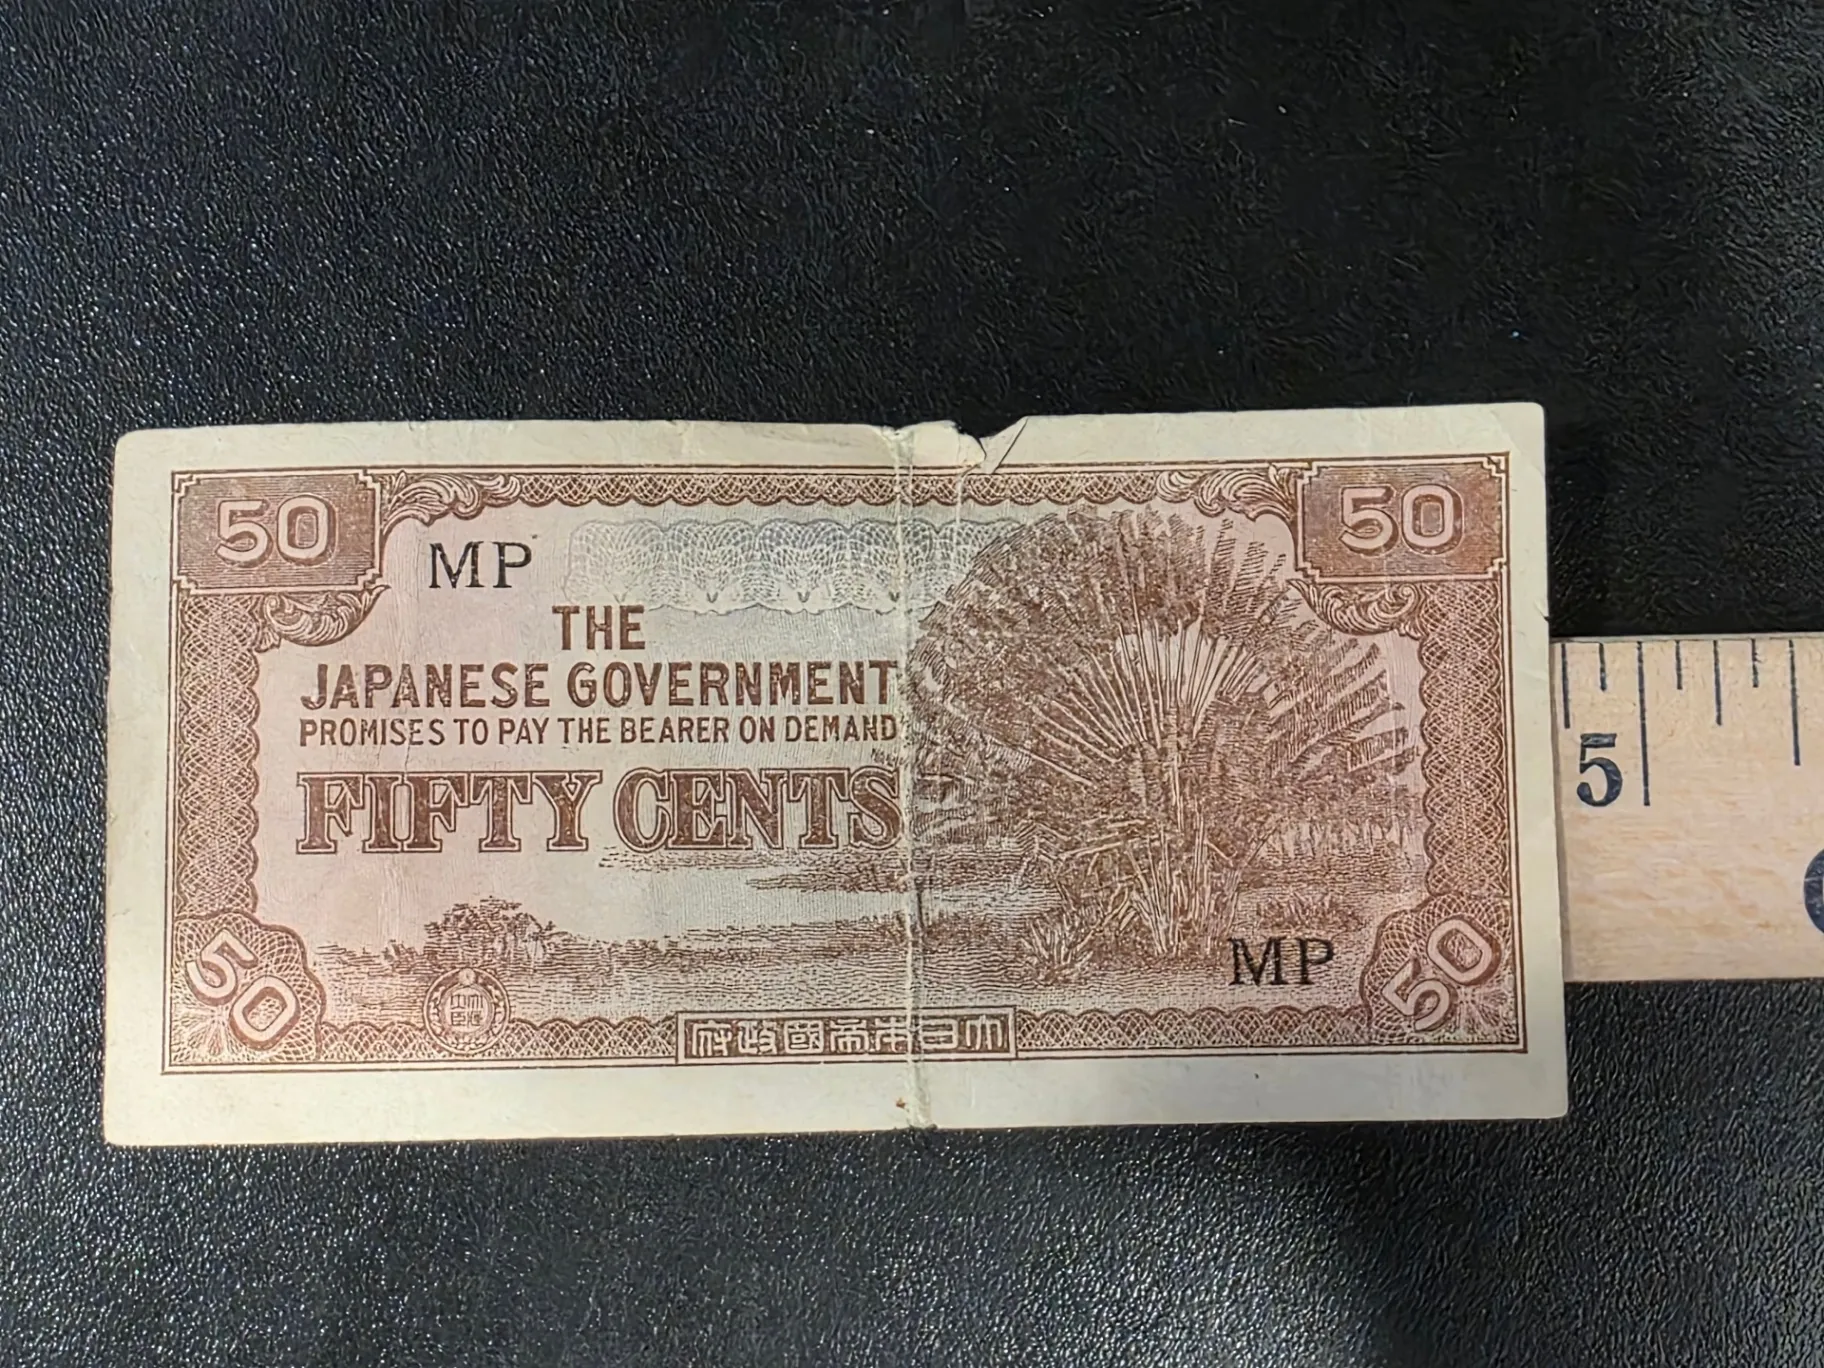 50
50
MP
THE
JAPANESE GOVERNMENT
PROMISES TO PAY THE BEARER ON DEMAND
FIFTY CENTS
5
MP
50
50
府政國帝本日大